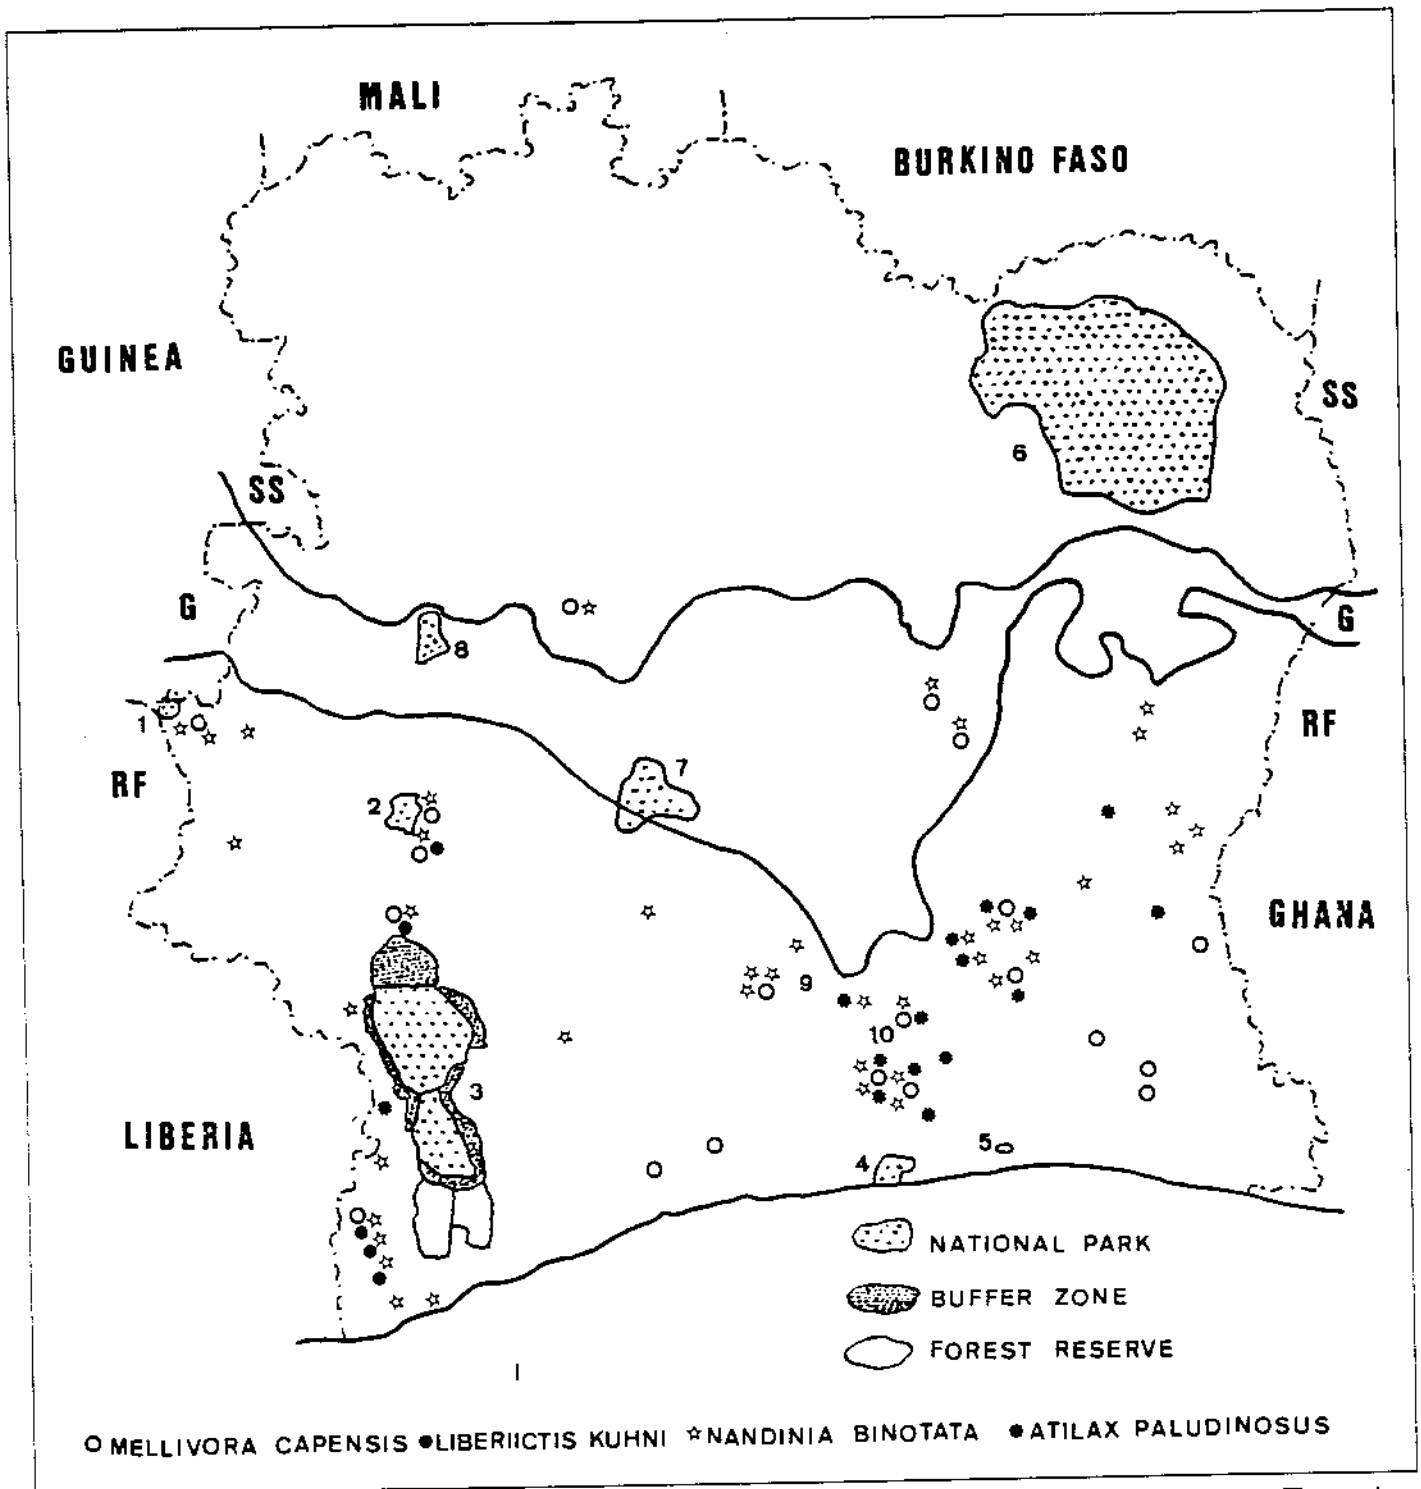 MALI
BURKINO FASO
GUINEA
SS
6
SS
G
8
G
1
RF
7
RF
2
GHANA
9
10
3
LIBERIA
5
4
NATIONAL PARK
BUFFER ZONE
FOREST RESERVE
MELLIVORA CAPENSIS LIBERIICTIS KUHNI NANDINIA BINOTATA ATILAX PALUDINOSUS